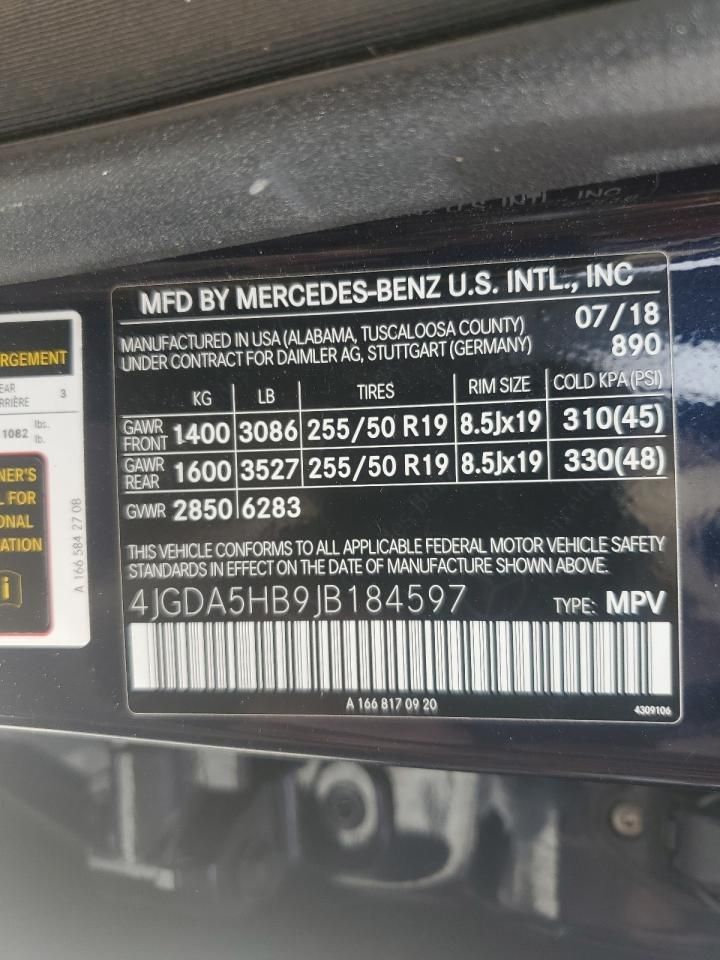 MFD BY MERCEDES-BENZ U.S. INTL., INC
MANUFACTURED IN USA (ALABAMA, TUSCALOOSA COUNTY) 07/18
UNDER CONTRACT FOR DAIMLER AG, STUTTGART (GERMANY) 890
KG LB TIRES RIM SIZE COLD KPA (PSI)
GAWR FRONT 1400 3086 255/50 R19 8.5Jx19 310(45)
GAWR REAR 1600 3527 255/50 R19 8.5Jx19 330(48)
GVWR 2850 6283
THIS VEHICLE CONFORMS TO ALL APPLICABLE FEDERAL MOTOR VEHICLE SAFETY
STANDARDS IN EFFECT ON THE DATE OF MANUFACTURE SHOWN ABOVE.
4JGDA5HB9JB184597 TYPE: MPV
A 166 817 09 20
4309106
RGEMENT
EAR 3
RRIÈRE
1082 lbs.
lb.
NER'S
L FOR
ONAL
ATION
i
A 166 584 27 08